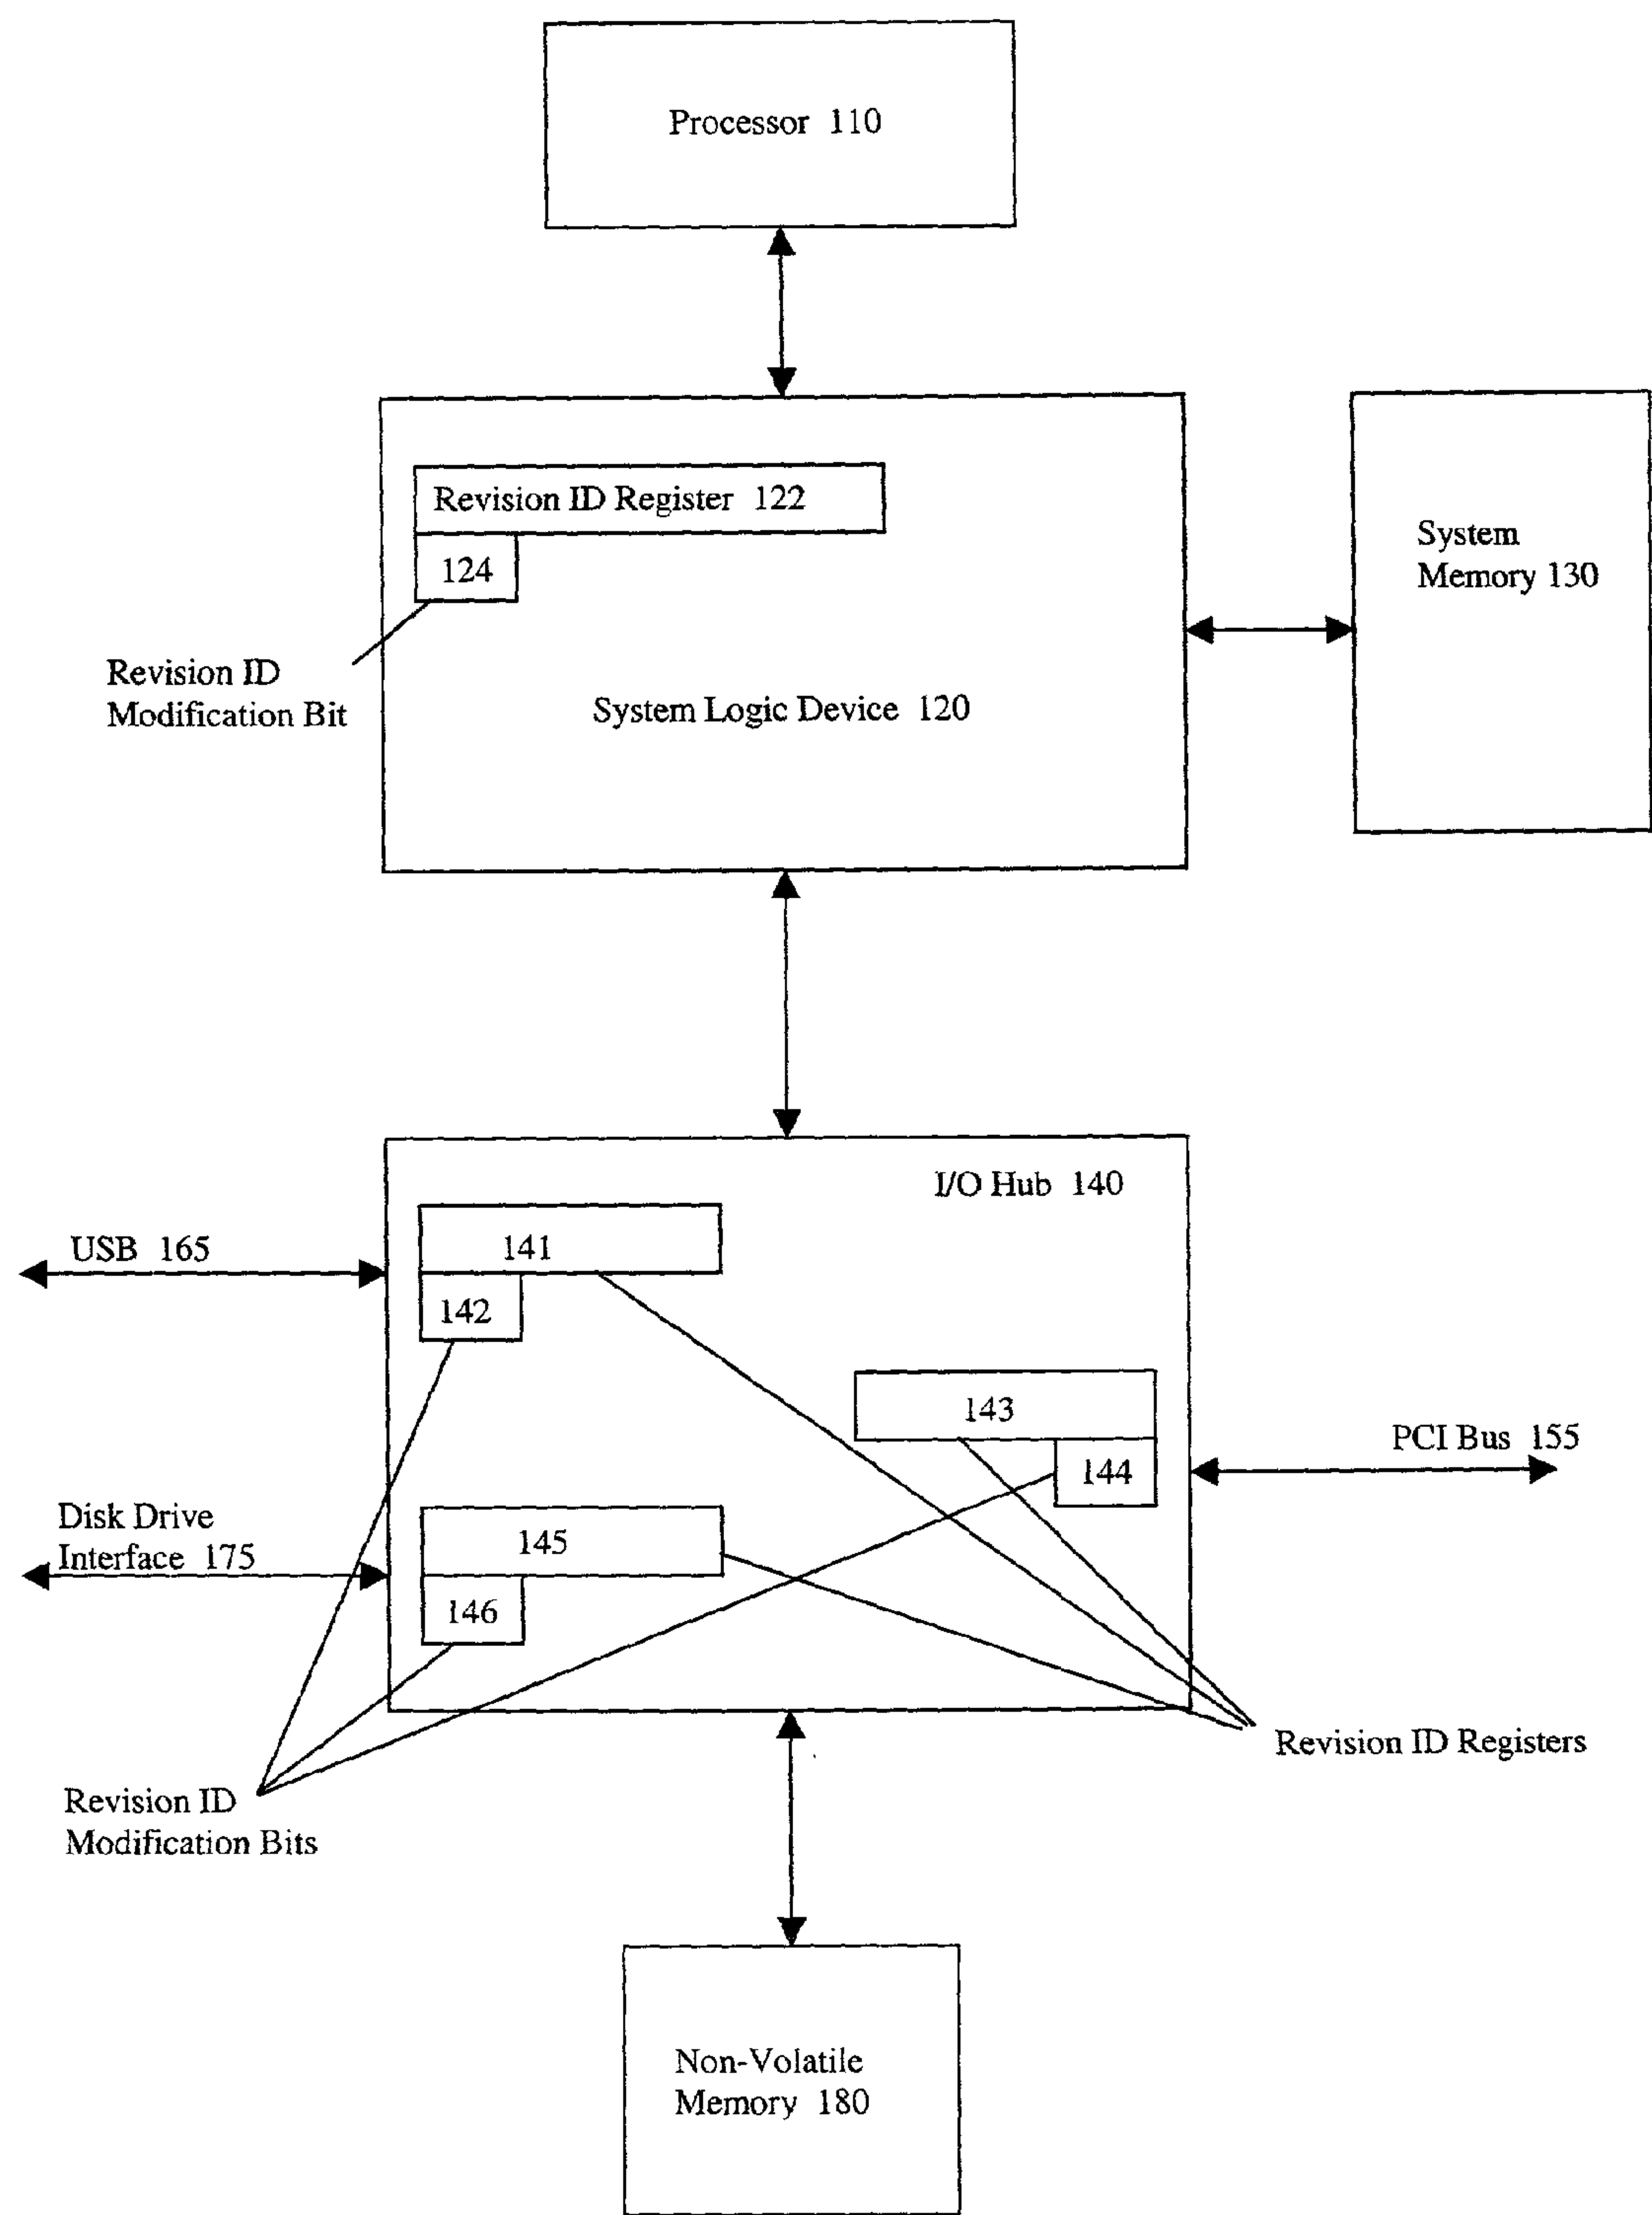 Processor 110
Revision ID Register 122
124
System
Memory 130
Revision ID
Modification Bit
System Logic Device 120
I/O Hub 140
USB 165
141
142
143
144
PCI Bus 155
Disk Drive
Interface 175
145
146
Revision ID Registers
Revision ID
Modification Bits
Non-Volatile
Memory 180